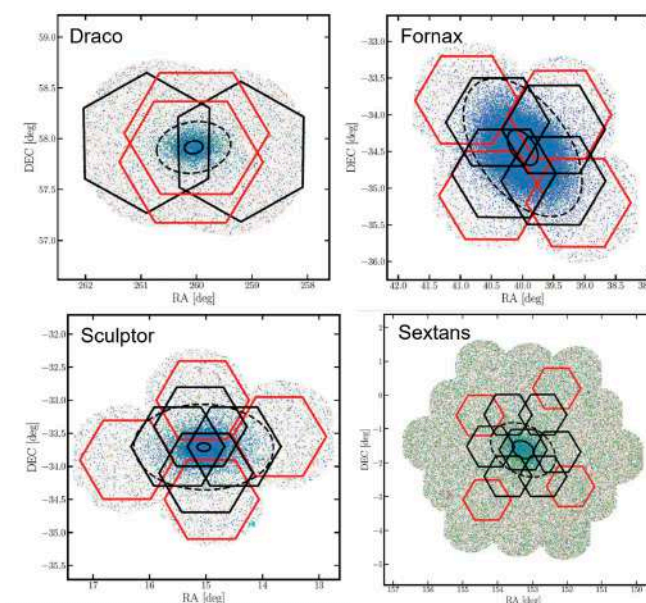 Draco
59.0
58.5
58.0
57.5
57.0
DEC [deg]
262 261 260 259 258
RA [deg]
Fornax
−33.0
−33.5
−34.0
−34.5
−35.0
−35.5
−36.0
DEC [deg]
42.0 41.5 41.0 40.5 40.0 39.5 39.0 38.5
RA [deg]
Sculptor
−32.0
−32.5
−33.0
−33.5
−34.0
−34.5
−35.0
−35.5
DEC [deg]
17 16 15 14 13
RA [deg]
Sextans
2
1
0
−1
−2
−3
−4
−5
DEC [deg]
157 156 155 154 153 152 151 150
RA [deg]